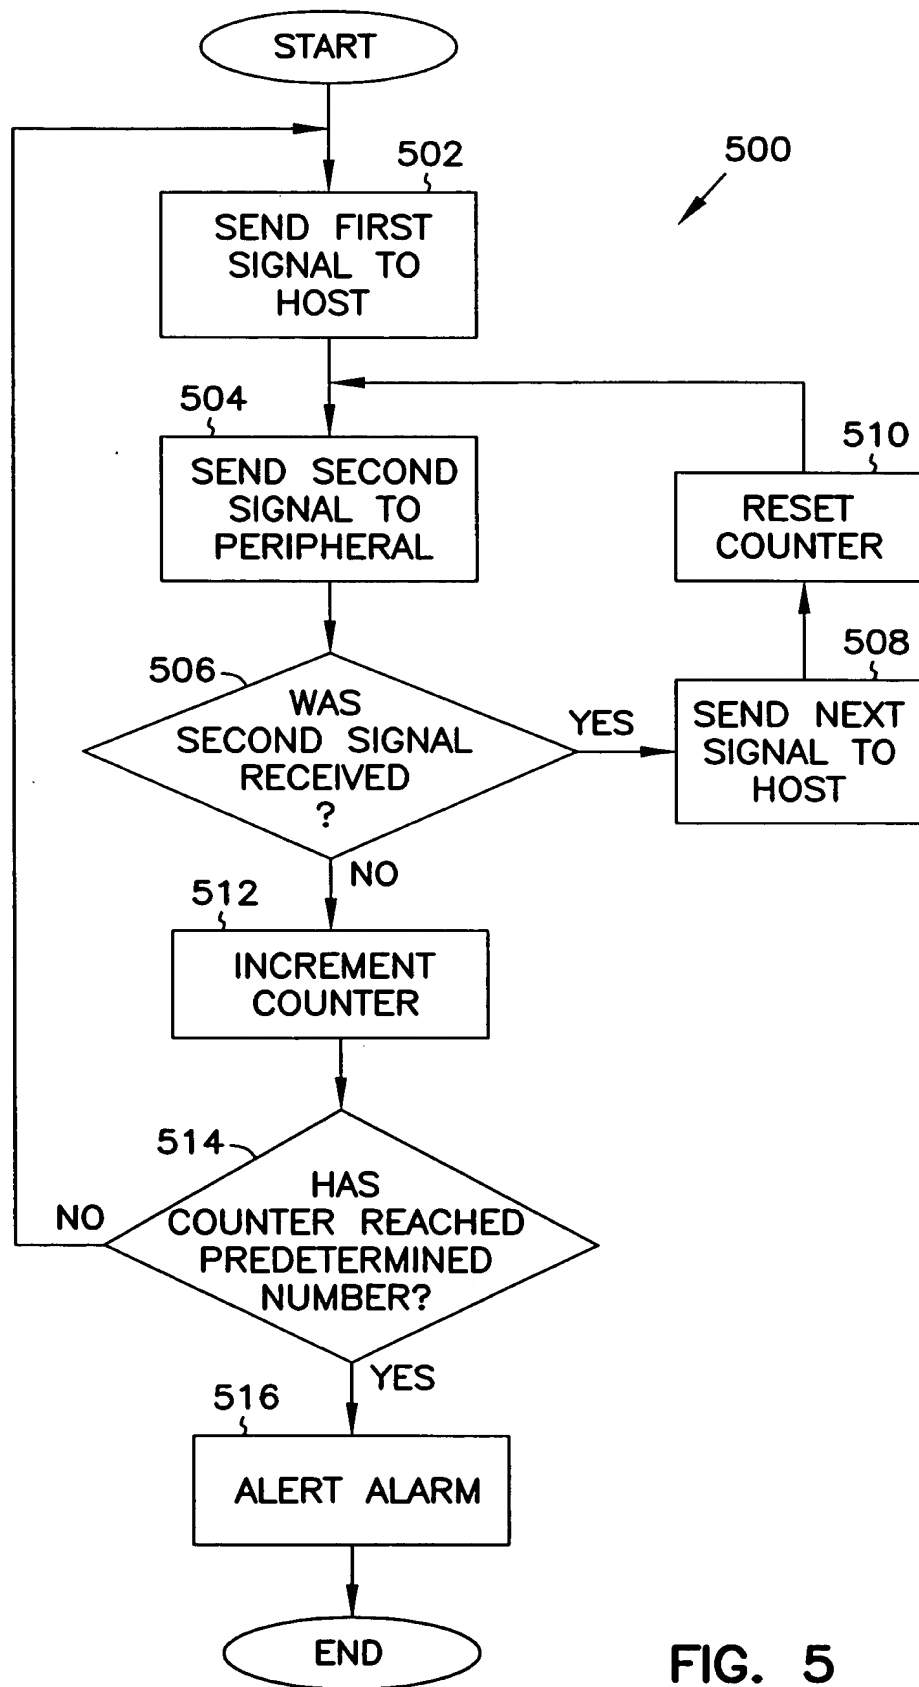 START
502
500
SEND FIRST
SIGNAL TO
HOST
504
SEND SECOND
SIGNAL TO
PERIPHERAL
510
RESET
COUNTER
506
WAS
SECOND SIGNAL
RECEIVED
?
YES
508
SEND NEXT
SIGNAL TO
HOST
NO
512
INCREMENT
COUNTER
514
HAS
COUNTER REACHED
PREDETERMINED
NUMBER?
NO
YES
516
ALERT ALARM
END
FIG. 5